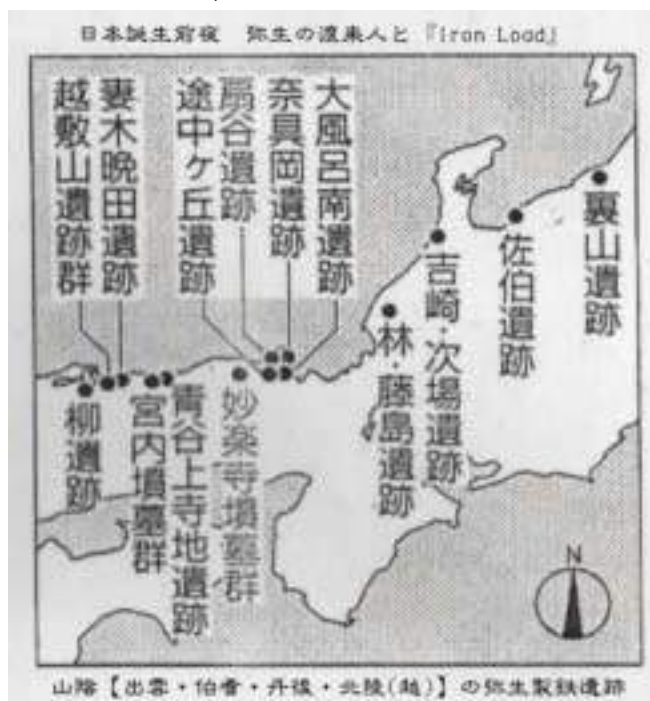 日本誕生前夜　弥生の渡来人と『Iron Load』
大風呂南遺跡
奈具岡遺跡
扇谷遺跡
途中ヶ丘遺跡
妻木晩田遺跡
越敷山遺跡群
裏山遺跡
佐伯遺跡
吉崎・次場遺跡
林・藤島遺跡
妙楽寺墳墓群
青谷上寺地遺跡
宮内墳墓群
柳遺跡
N
山陰【出雲・伯耆・丹後・北陸(越)】の弥生製鉄遺跡